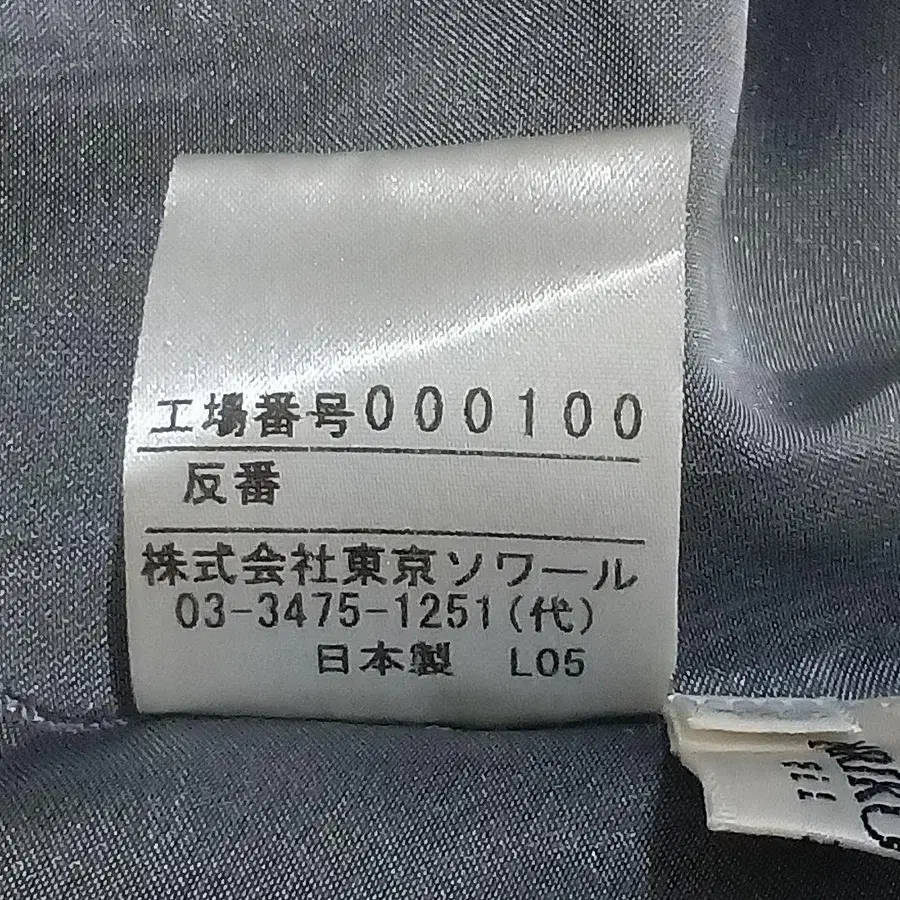 工場番号000100
反番
株式会社東京ソワール
03-3475-1251(代)
日本製 L05